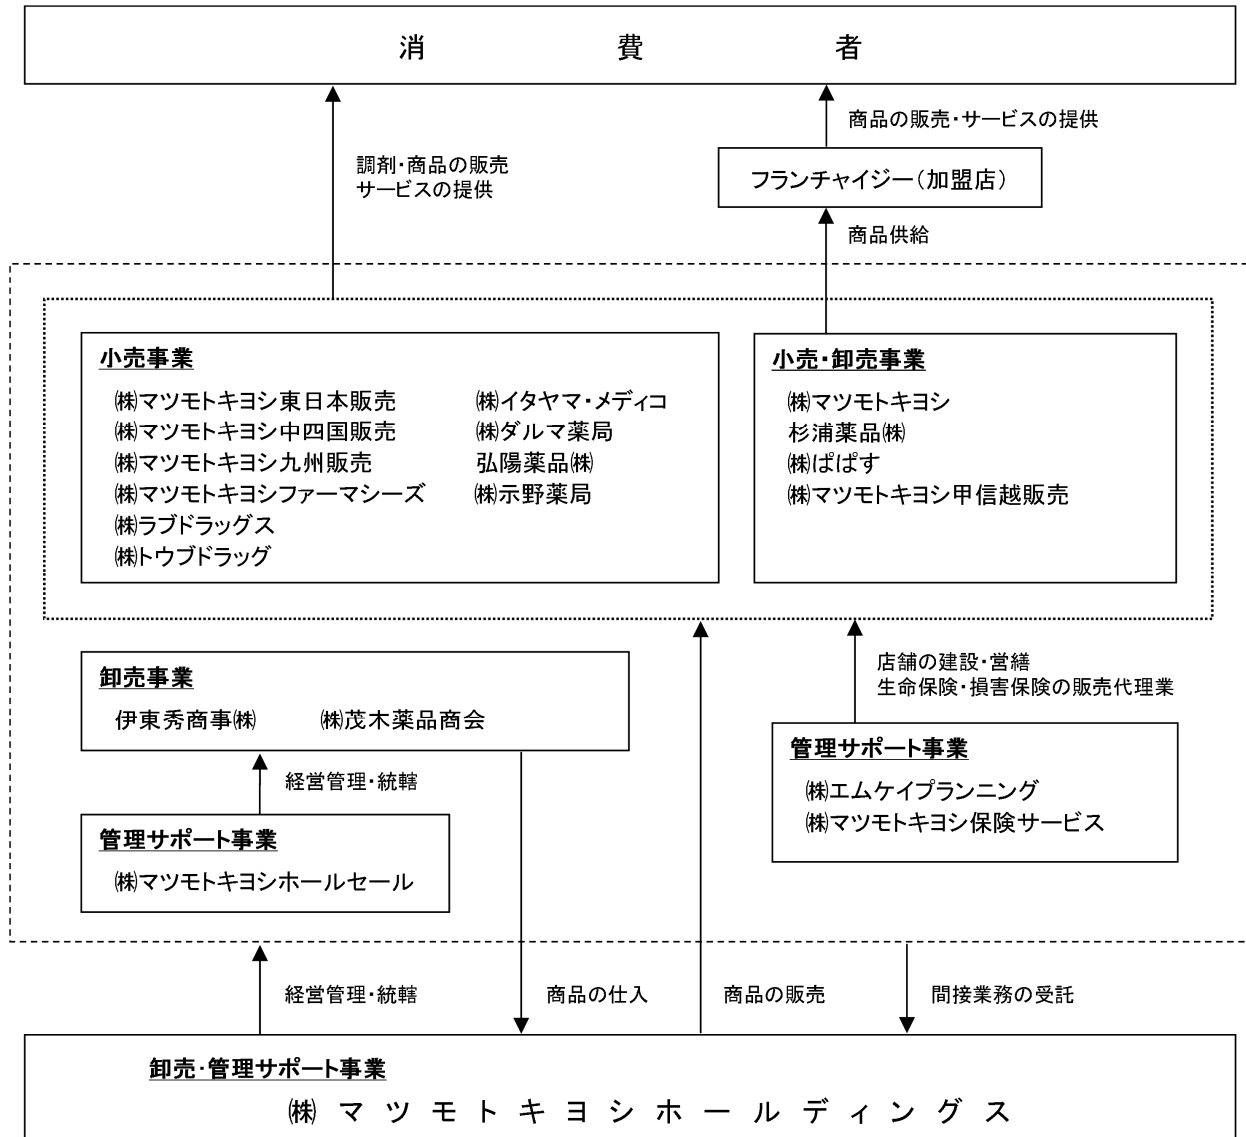 消費者
商品の販売・サービスの提供
調剤・商品の販売
サービスの提供
フランチャイジー（加盟店）
商品供給
小売事業
㈱マツモトキヨシ東日本販売
㈱マツモトキヨシ中四国販売
㈱マツモトキヨシ九州販売
㈱マツモトキヨシファーマシーズ
㈱ラブドラッグス
㈱トウブドラッグ
㈱イタヤマ・メディコ
㈱ダルマ薬局
弘陽薬品㈱
㈱示野薬局
小売・卸売事業
㈱マツモトキヨシ
杉浦薬品㈱
㈱ぱぱす
㈱マツモトキヨシ甲信越販売
卸売事業
伊東秀商事㈱ ㈱茂木薬品商会
店舗の建設・営繕
生命保険・損害保険の販売代理業
経営管理・統轄
管理サポート事業
㈱マツモトキヨシホールセール
管理サポート事業
㈱エムケイプランニング
㈱マツモトキヨシ保険サービス
経営管理・統轄
商品の仕入
商品の販売
間接業務の受託
卸売・管理サポート事業
㈱マツモトキヨシホールディングス